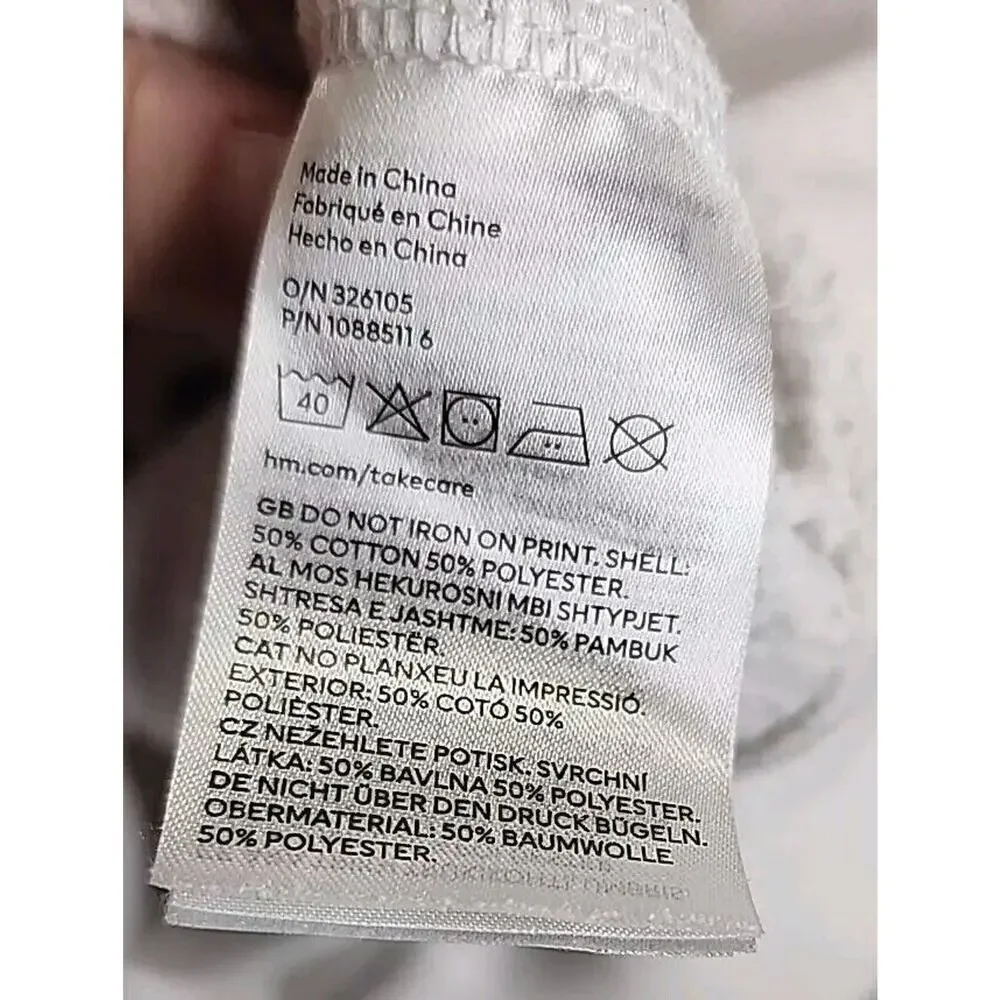 Made in China
Fabriqué en Chine
Hecho en China
O/N 326105
P/N 1088511 6
40
hm.com/takecare
GB DO NOT IRON ON PRINT. SHELL:
50% COTTON 50% POLYESTER.
AL MOS HEKUROSNI MBI SHTYPJET.
SHTRESA E JASHTME: 50% PAMBUK
50% POLIESTËR.
CAT NO PLANXEU LA IMPRESSIÓ.
EXTERIOR: 50% COTÓ 50%
POLIÈSTER.
CZ NEŽEHLETE POTISK. SVRCHNÍ
LÁTKA: 50% BAVLNA 50% POLYESTER.
DE NICHT ÜBER DEN DRUCK BÜGELN.
OBERMATERIAL: 50% BAUMWOLLE
50% POLYESTER.